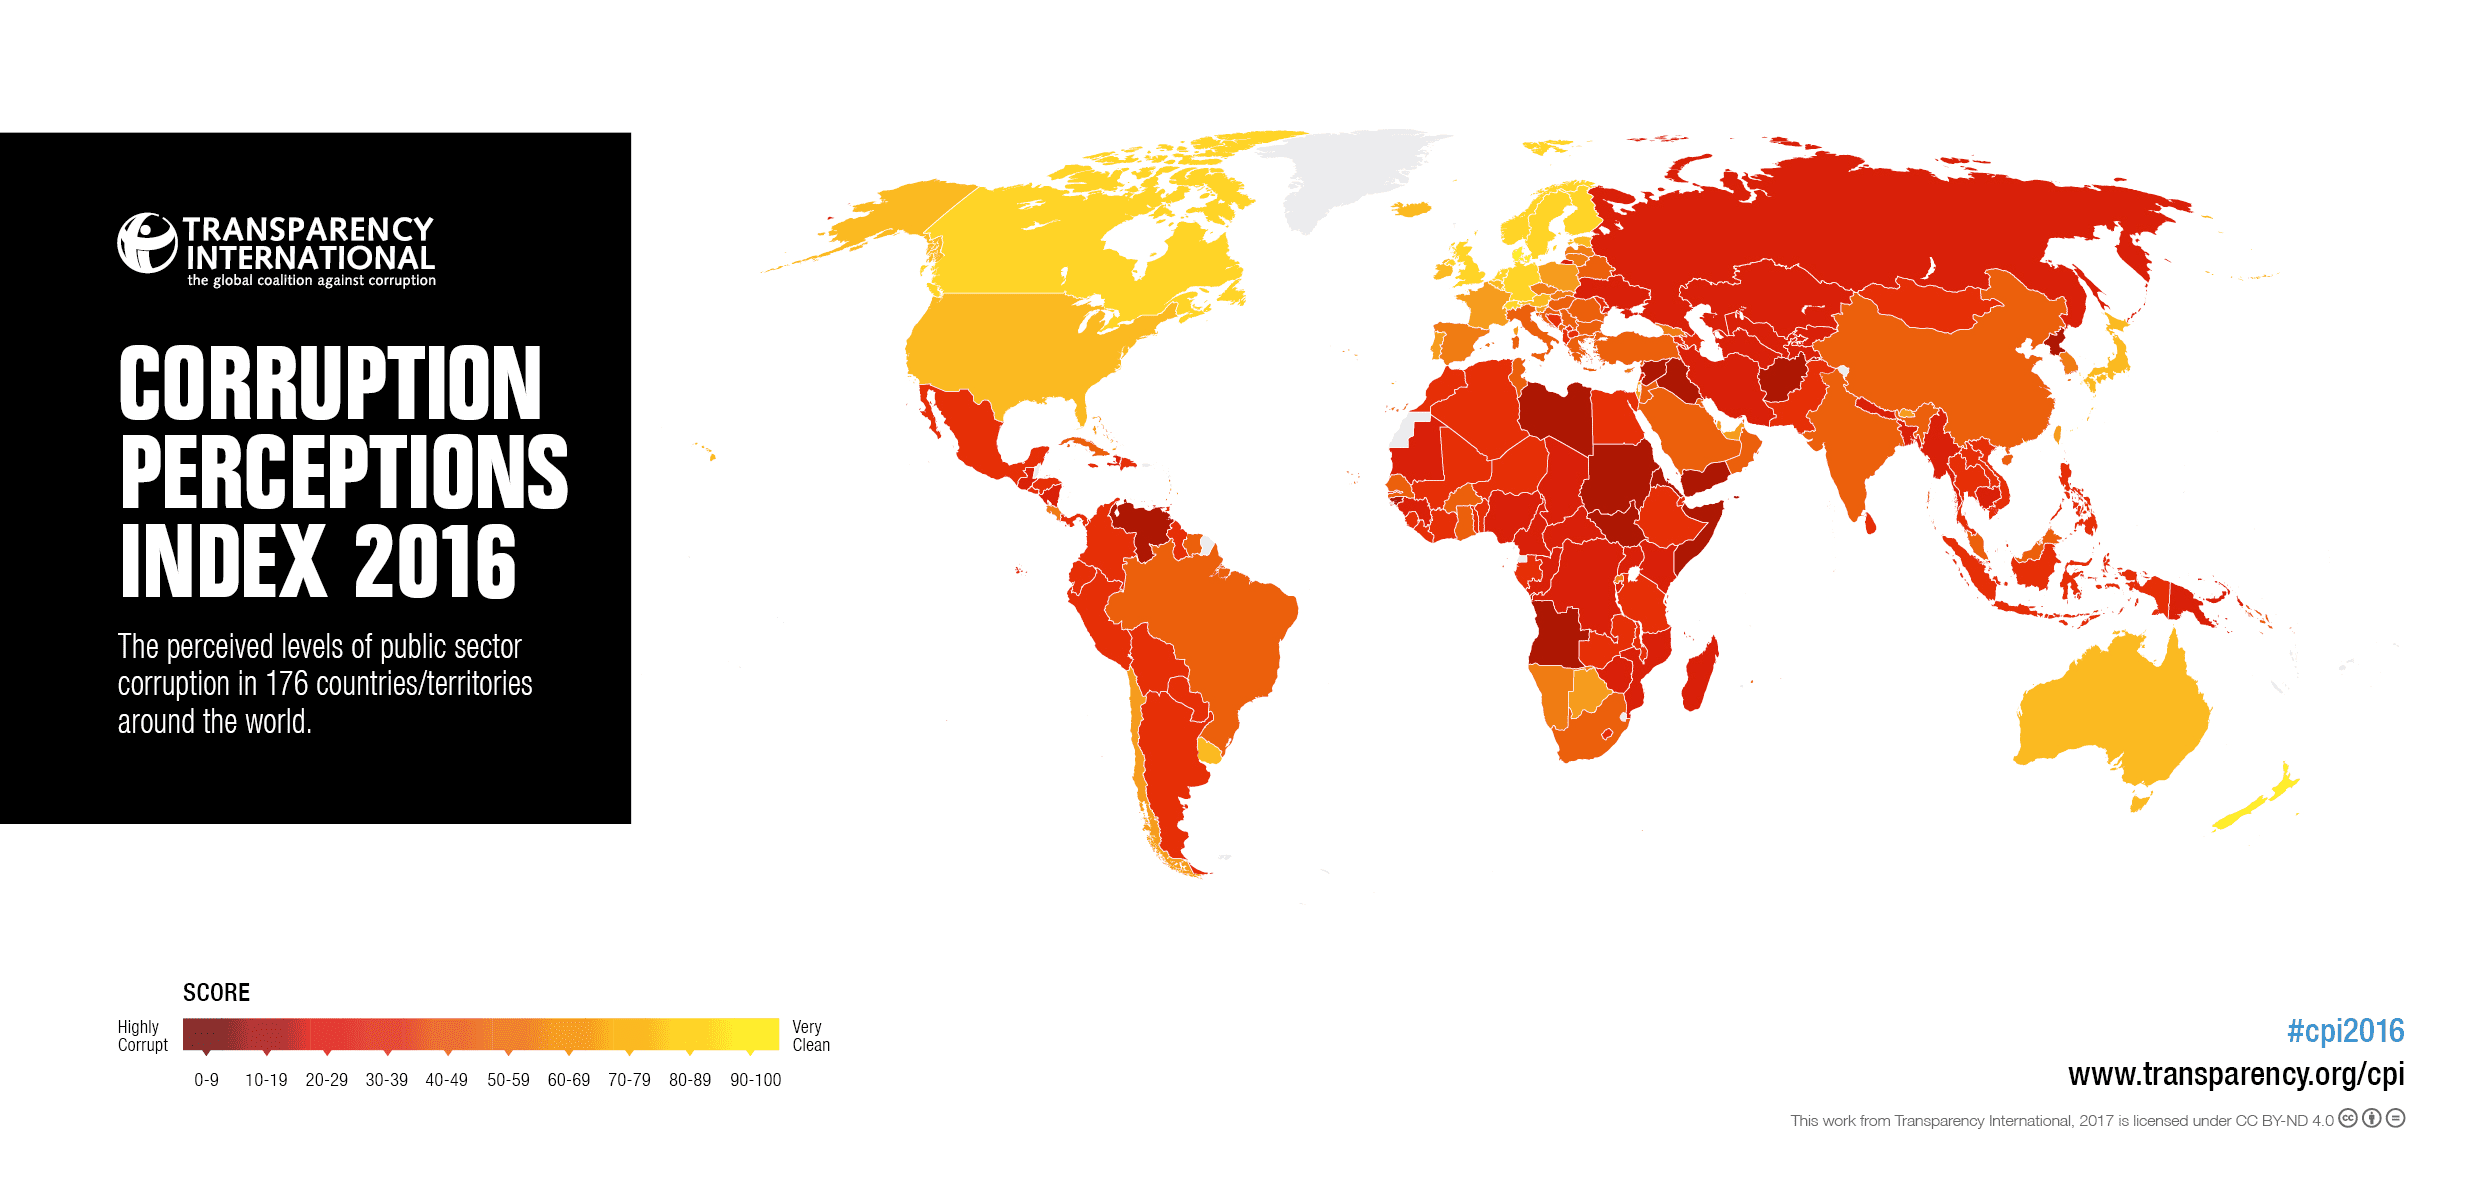 TRANSPARENCY
INTERNATIONAL
the global coalition against corruption
CORRUPTION
PERCEPTIONS
INDEX 2016
The perceived levels of public sector
corruption in 176 countries/territories
around the world.
SCORE
Highly
Corrupt
Very
Clean
0-9 10-19 20-29 30-39 40-49 50-59 60-69 70-79 80-89 90-100
#cpi2016
www.transparency.org/cpi
This work from Transparency International, 2017 is licensed under CC BY-ND 4.0